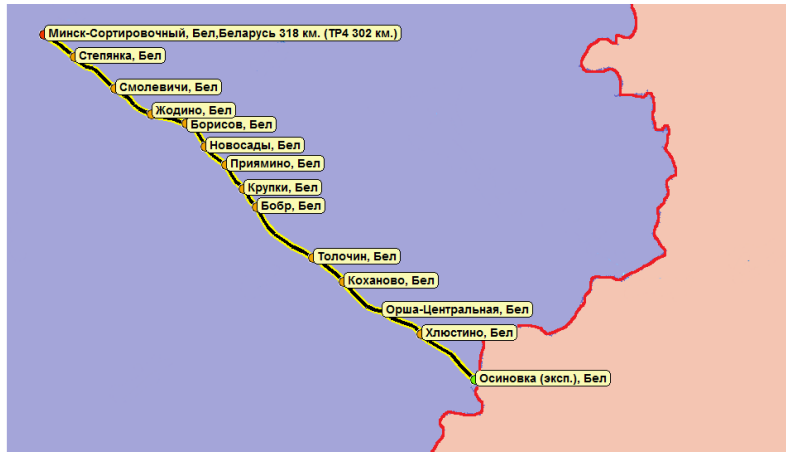 Минск-Сортировочный, Бел,Беларусь 318 км. (ТР4 302 км.)
Степянка, Бел
Смолевичи, Бел
Жодино, Бел
Борисов, Бел
Новосады, Бел
Приямино, Бел
Крупки, Бел
Бобр, Бел
Толочин, Бел
Коханово, Бел
Орша-Центральная, Бел
Хлюстино, Бел
Осиновка (эксп.), Бел